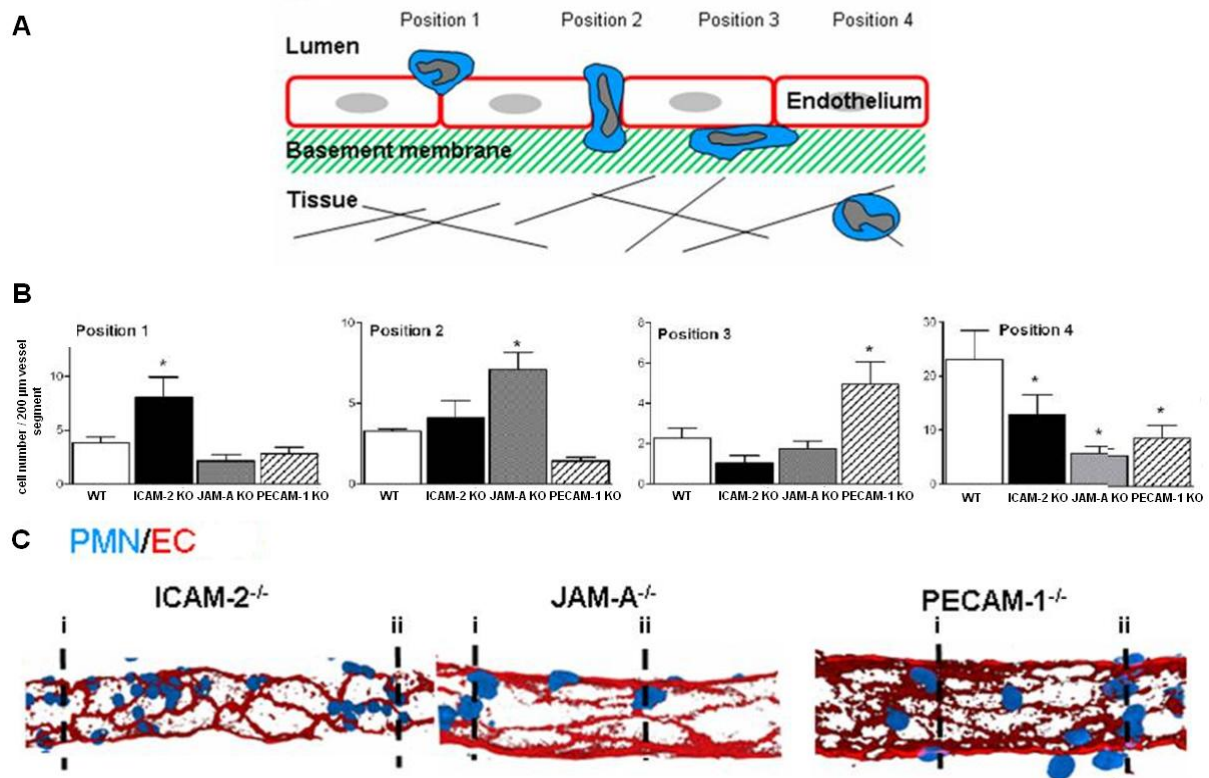 A
Position 1 Position 2 Position 3 Position 4
Lumen
Endothelium
Basement membrane
Tissue
B
cell number / 200 µm vessel
segment
Position 1
10
5
0
*
WT ICAM-2 KO JAM-A KO PECAM-1 KO
Position 2
10
5
0
*
WT ICAM-2 KO JAM-A KO PECAM-1 KO
Position 3
8
6
4
2
0
*
WT ICAM-2 KO JAM-A KO PECAM-1 KO
Position 4
30
20
10
0
* * *
WT ICAM-2 KO JAM-A KO PECAM-1 KO
C
PMN/EC
ICAM-2-/- JAM-A-/- PECAM-1-/-
i ii i ii i ii